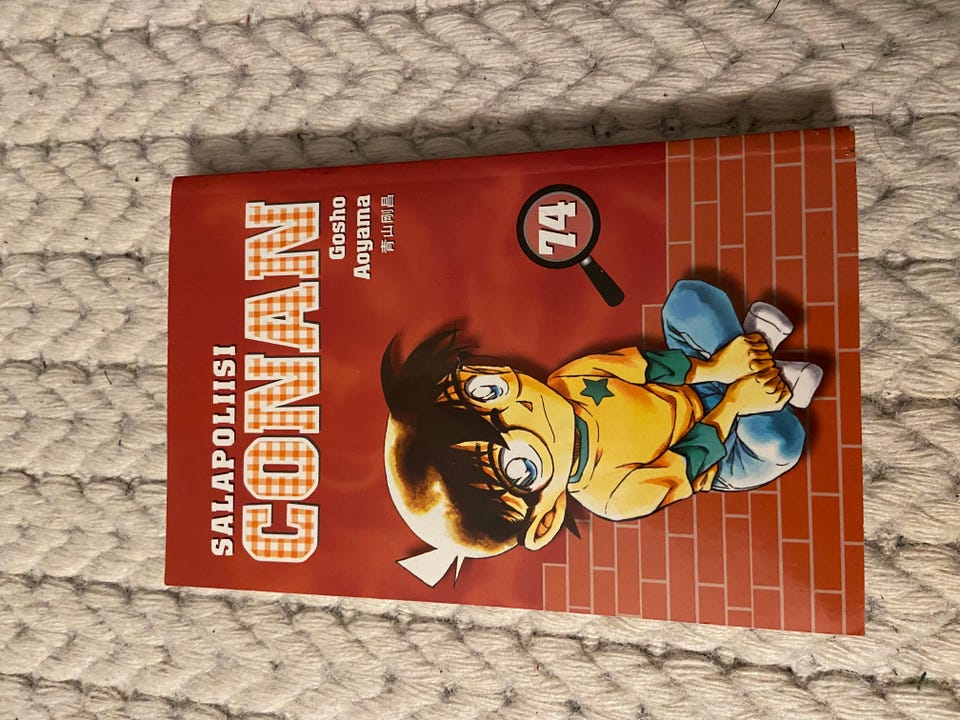 SALAPOLIISI
CONAN
Gosho
Aoyama
青山剛昌
74